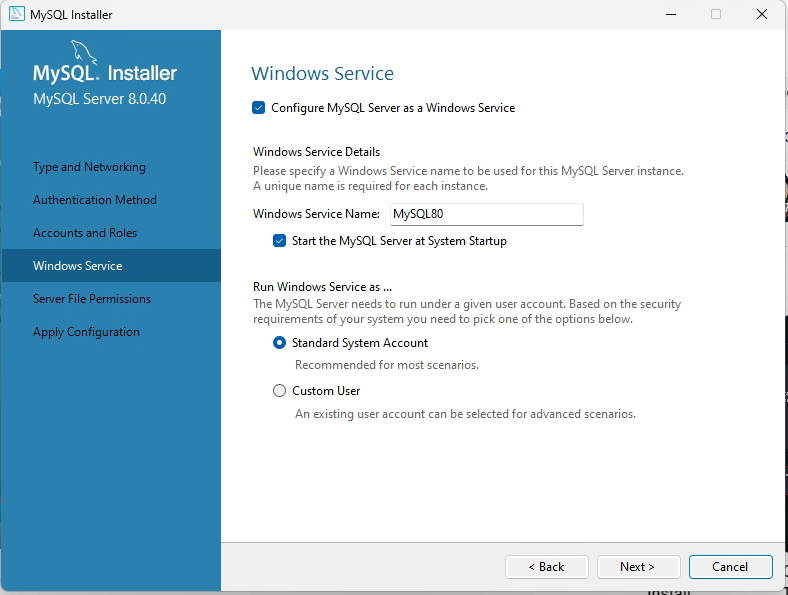 MySQL Installer
MySQL. Installer
MySQL Server 8.0.40
Type and Networking
Authentication Method
Accounts and Roles
Windows Service
Server File Permissions
Apply Configuration
Windows Service
Configure MySQL Server as a Windows Service
Windows Service Details
Please specify a Windows Service name to be used for this MySQL Server instance.
A unique name is required for each instance.
Windows Service Name: MySQL80
Start the MySQL Server at System Startup
Run Windows Service as ...
The MySQL Server needs to run under a given user account. Based on the security
requirements of your system you need to pick one of the options below.
Standard System Account
Recommended for most scenarios.
Custom User
An existing user account can be selected for advanced scenarios.
< Back Next > Cancel